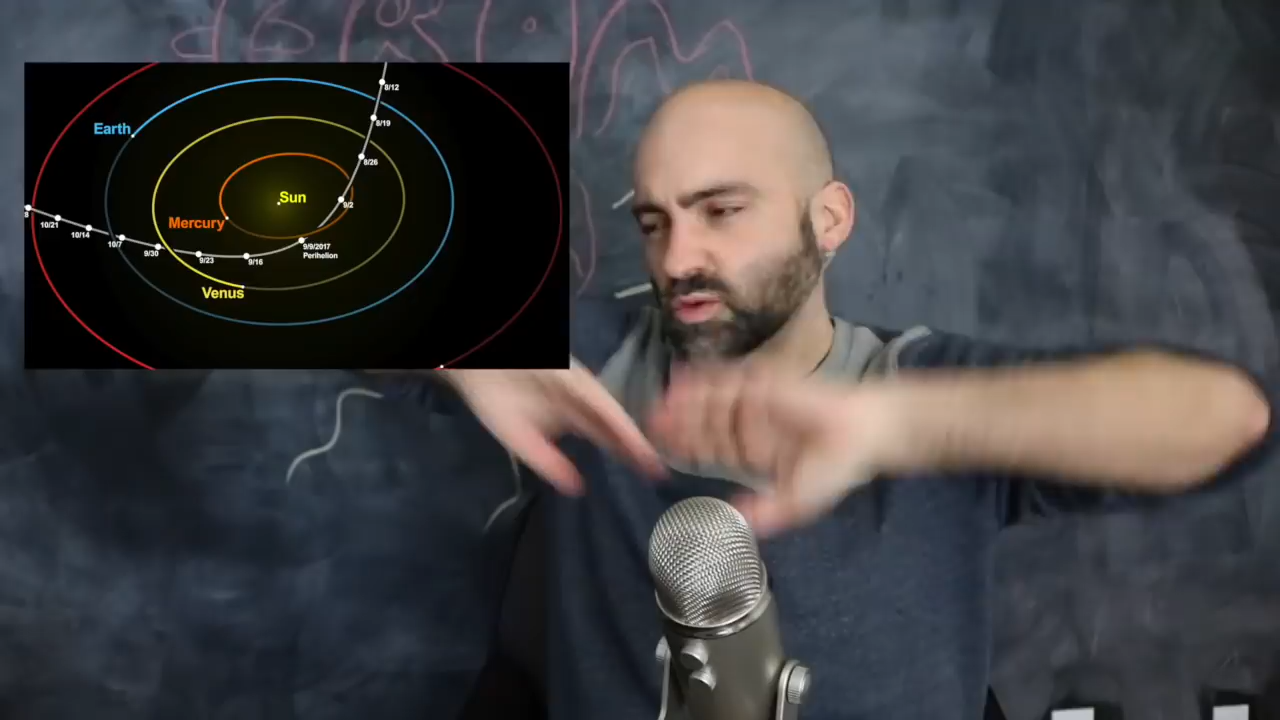 8/12
8/19
Earth
8/26
Sun
9/2
Mercury
8
10/21
10/14
10/7
9/30
9/23
9/16
9/9/2017
Perihelion
Venus